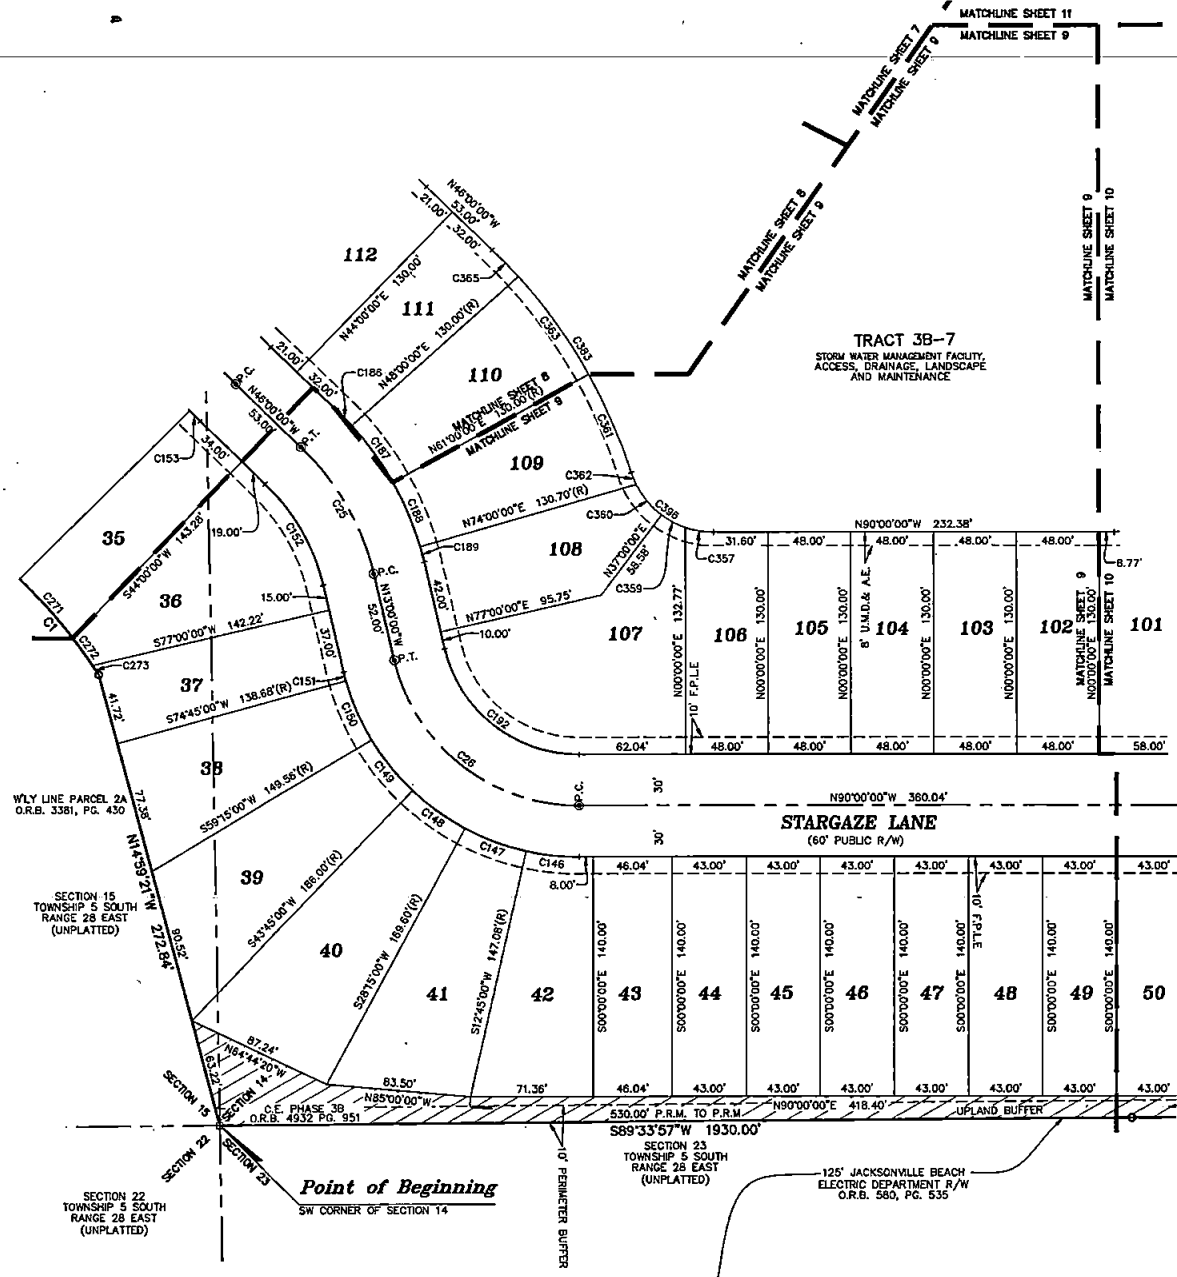 MATCHLINE SHEET 11
MATCHLINE SHEET 9
MATCHLINE SHEET 7
MATCHLINE SHEET 9
MATCHLINE SHEET 8
MATCHLINE SHEET 9
MATCHLINE SHEET 9
MATCHLINE SHEET 10
N46°00'00"W
53.00'
21.00'
32.00'
112
C365
N44°00'00"E 130.00'
111
N48°00'00"E 130.00'(R)
C363
C383
TRACT 3B-7
STORM WATER MANAGEMENT FACILITY,
ACCESS, DRAINAGE, LANDSCAPE
AND MAINTENANCE
21.00'
32.00'
C186
110
P.C.
N46°00'00"W
53.00'
P.T.
MATCHLINE SHEET 8
N61°00'00"E 130.00'(R)
MATCHLINE SHEET 9
C187
C361
34.00'
C153
109
C362
C25
C188
N74°00'00"E 130.70'(R)
C360
C398
N90°00'00"W 232.38'
19.00'
C152
35
S44°00'00"W 143.28'
31.60'
48.00'
48.00'
48.00'
48.00'
C357
8.77'
C189
108
N37°00'00"E
58.58'
C359
P.C.
N13°00'00"W
52.00'
42.00'
N77°00'00"E 95.75'
10.00'
C271
C1
C272
C273
36
15.00'
S77°00'00"W 142.22'
37.00'
P.T.
107
N00°00'00"E 132.77'
106
N00°00'00"E 130.00'
105
N00°00'00"E 130.00'
8' U.M.D.& A.E.
104
N00°00'00"E 130.00'
103
N00°00'00"E 130.00'
102
MATCHLINE SHEET 9
N00°00'00"E 130.00'
MATCHLINE SHEET 10
101
10' F.P.L.E
37
41.72'
C151
S74°45'00"W 138.68'(R)
C150
C192
62.04'
48.00'
48.00'
48.00'
48.00'
48.00'
58.00'
38
C149
C26
P.C.
30'
N90°00'00"W 360.04'
W'LY LINE PARCEL 2A
O.R.B. 3381, PG. 430
77.38'
S59°15'00"W 149.56'(R)
C148
STARGAZE LANE
(60' PUBLIC R/W)
30'
C147
C146
8.00'
46.04'
43.00'
43.00'
43.00'
43.00'
43.00'
43.00'
43.00'
N14°59'21"W 272.84'
39
S43°45'00"W 186.00'(R)
10' F.P.L.E
SECTION 15
TOWNSHIP 5 SOUTH
RANGE 28 EAST
(UNPLATTED)
90.52'
40
S28°15'00"W 169.60'(R)
41
S12°45'00"W 147.08'(R)
42
S00°00'00"E 140.00'
43
S00°00'00"E 140.00'
44
S00°00'00"E 140.00'
45
S00°00'00"E 140.00'
46
S00°00'00"E 140.00'
47
S00°00'00"E 140.00'
48
S00°00'00"E 140.00'
49
S00°00'00"E 140.00'
50
87.24'
N64°44'20"W
63.22'
83.50'
N85°00'00"W
71.36'
46.04'
43.00'
43.00'
43.00'
43.00'
43.00'
43.00'
43.00'
SECTION 15
SECTION 14
C.E. PHASE 3B
O.R.B. 4932 PG. 951
530.00' P.R.M. TO P.R.M
N90°00'00"E 418.40'
UPLAND BUFFER
S89°33'57"W 1930.00'
SECTION 22
SECTION 23
SECTION 23
TOWNSHIP 5 SOUTH
RANGE 28 EAST
(UNPLATTED)
10' PERIMETER BUFFER
125' JACKSONVILLE BEACH
ELECTRIC DEPARTMENT R/W
O.R.B. 580, PG. 535
Point of Beginning
SW CORNER OF SECTION 14
SECTION 22
TOWNSHIP 5 SOUTH
RANGE 28 EAST
(UNPLATTED)